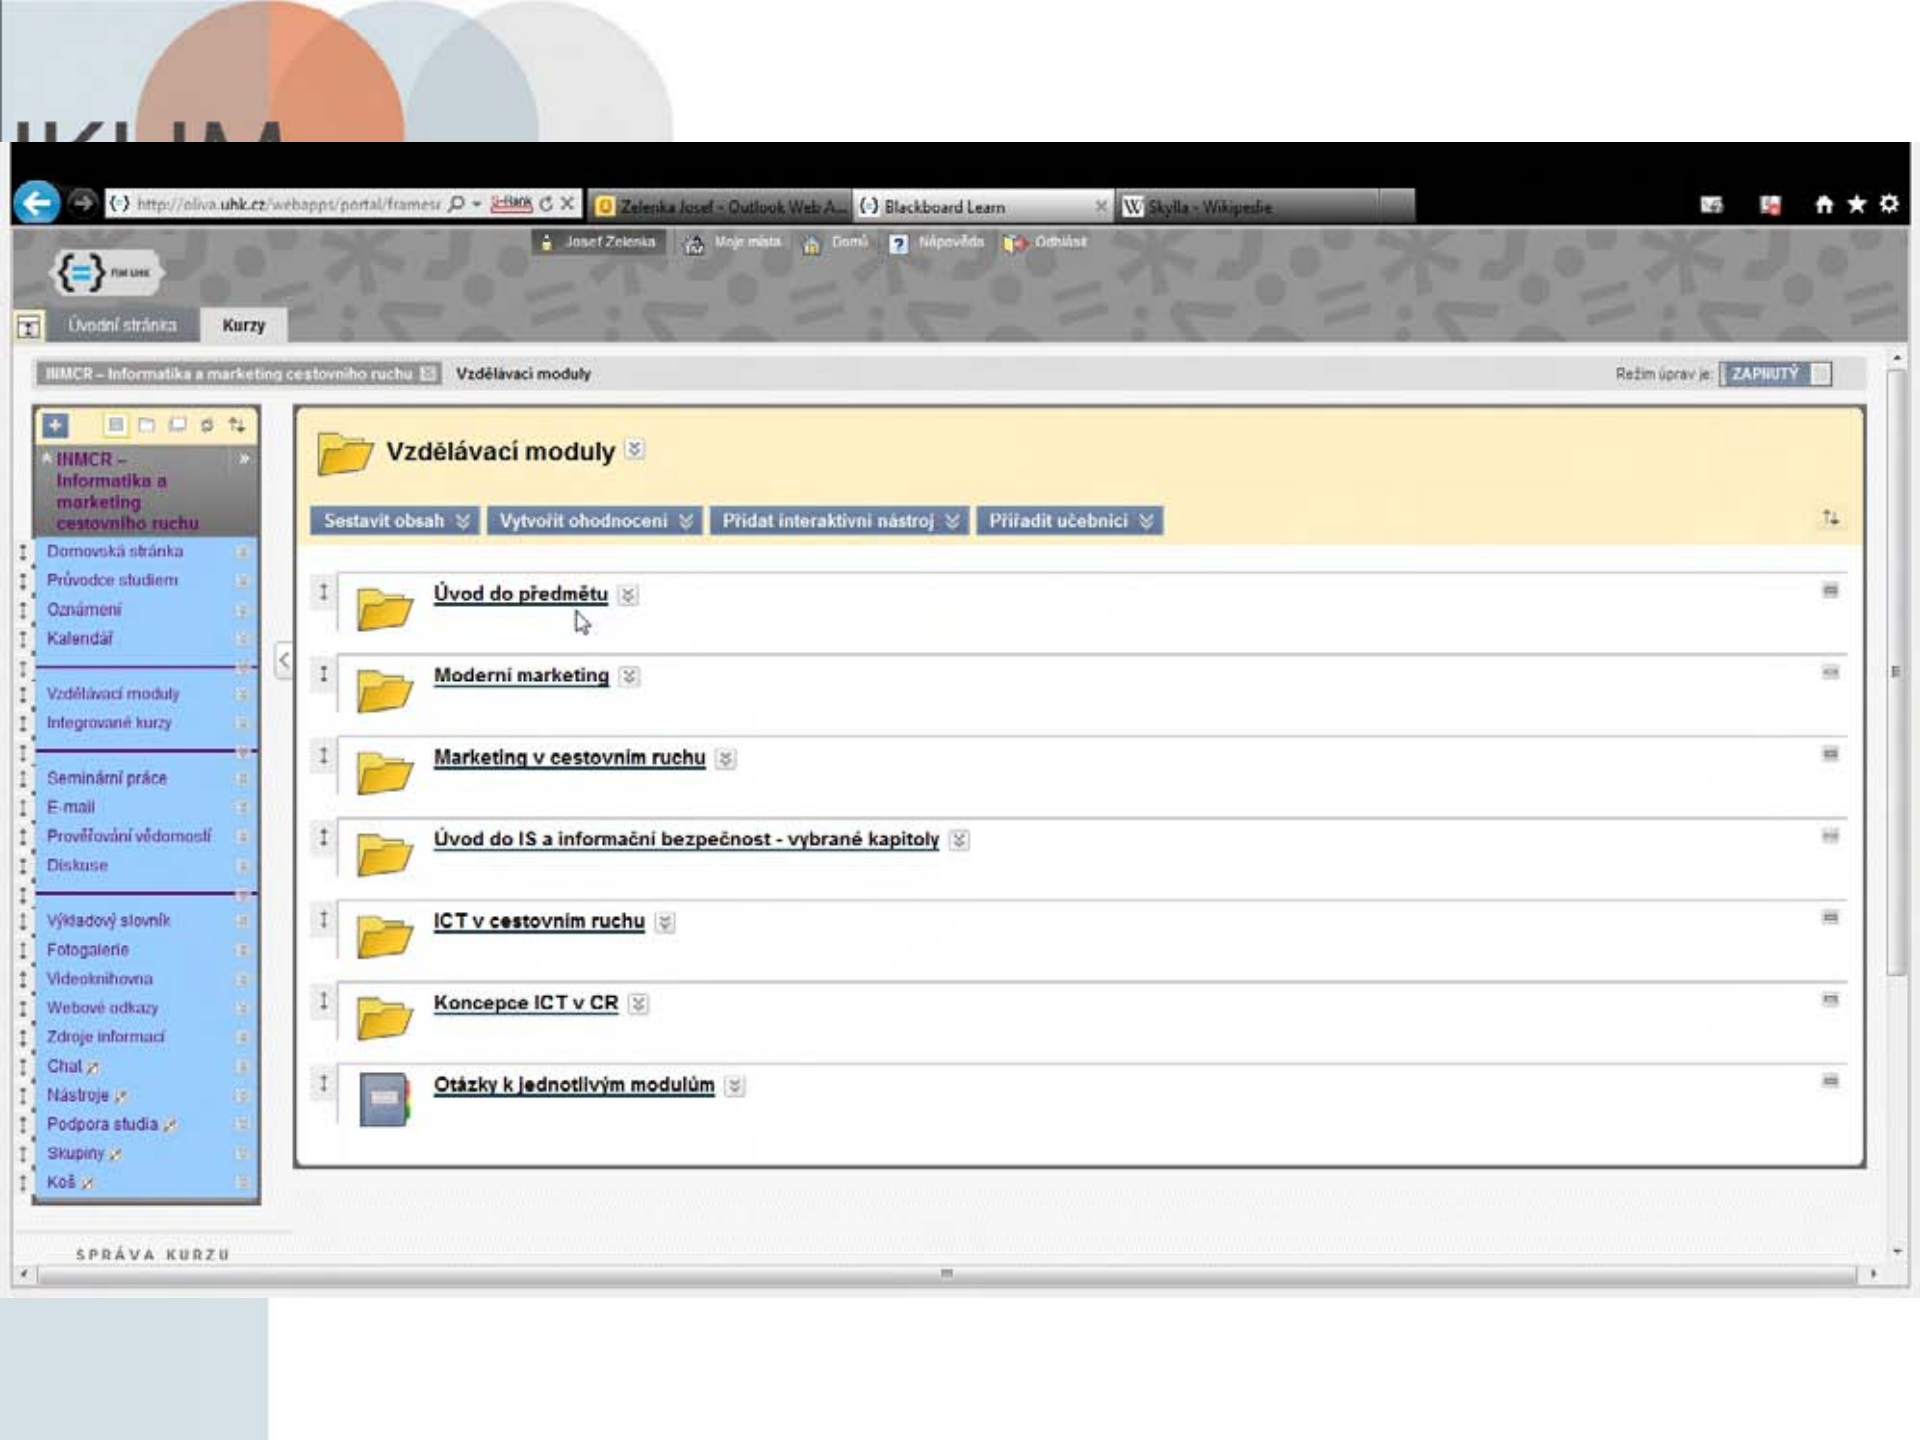 http://oliva.uhk.cz/webapps/portal/frameset
Zelenka Josef - Outlook Web A...
Blackboard Learn
W Skylla - Wikipedie
Josef Zelenka
Moje místa
Domů
Nápověda
Odhlásit
FIM UHK
Úvodní stránka
Kurzy
INMCR – Informatika a marketing cestovního ruchu
Vzdělávací moduly
Režim úprav je: ZAPNUTÝ
INMCR –
Informatika a
marketing
cestovního ruchu
Domovská stránka
Průvodce studiem
Oznámení
Kalendář
Vzdělávací moduly
Integrované kurzy
Seminární práce
E-mail
Prověřování vědomostí
Diskuse
Výkladový slovník
Fotogalerie
Videoknihovna
Webové odkazy
Zdroje informací
Chat
Nástroje
Podpora studia
Skupiny
Koš
SPRÁVA KURZU
Vzdělávací moduly
Sestavit obsah
Vytvořit ohodnocení
Přidat interaktivní nástroj
Přiřadit učebnici
Úvod do předmětu
Moderní marketing
Marketing v cestovním ruchu
Úvod do IS a informační bezpečnost - vybrané kapitoly
ICT v cestovním ruchu
Koncepce ICT v CR
Otázky k jednotlivým modulům